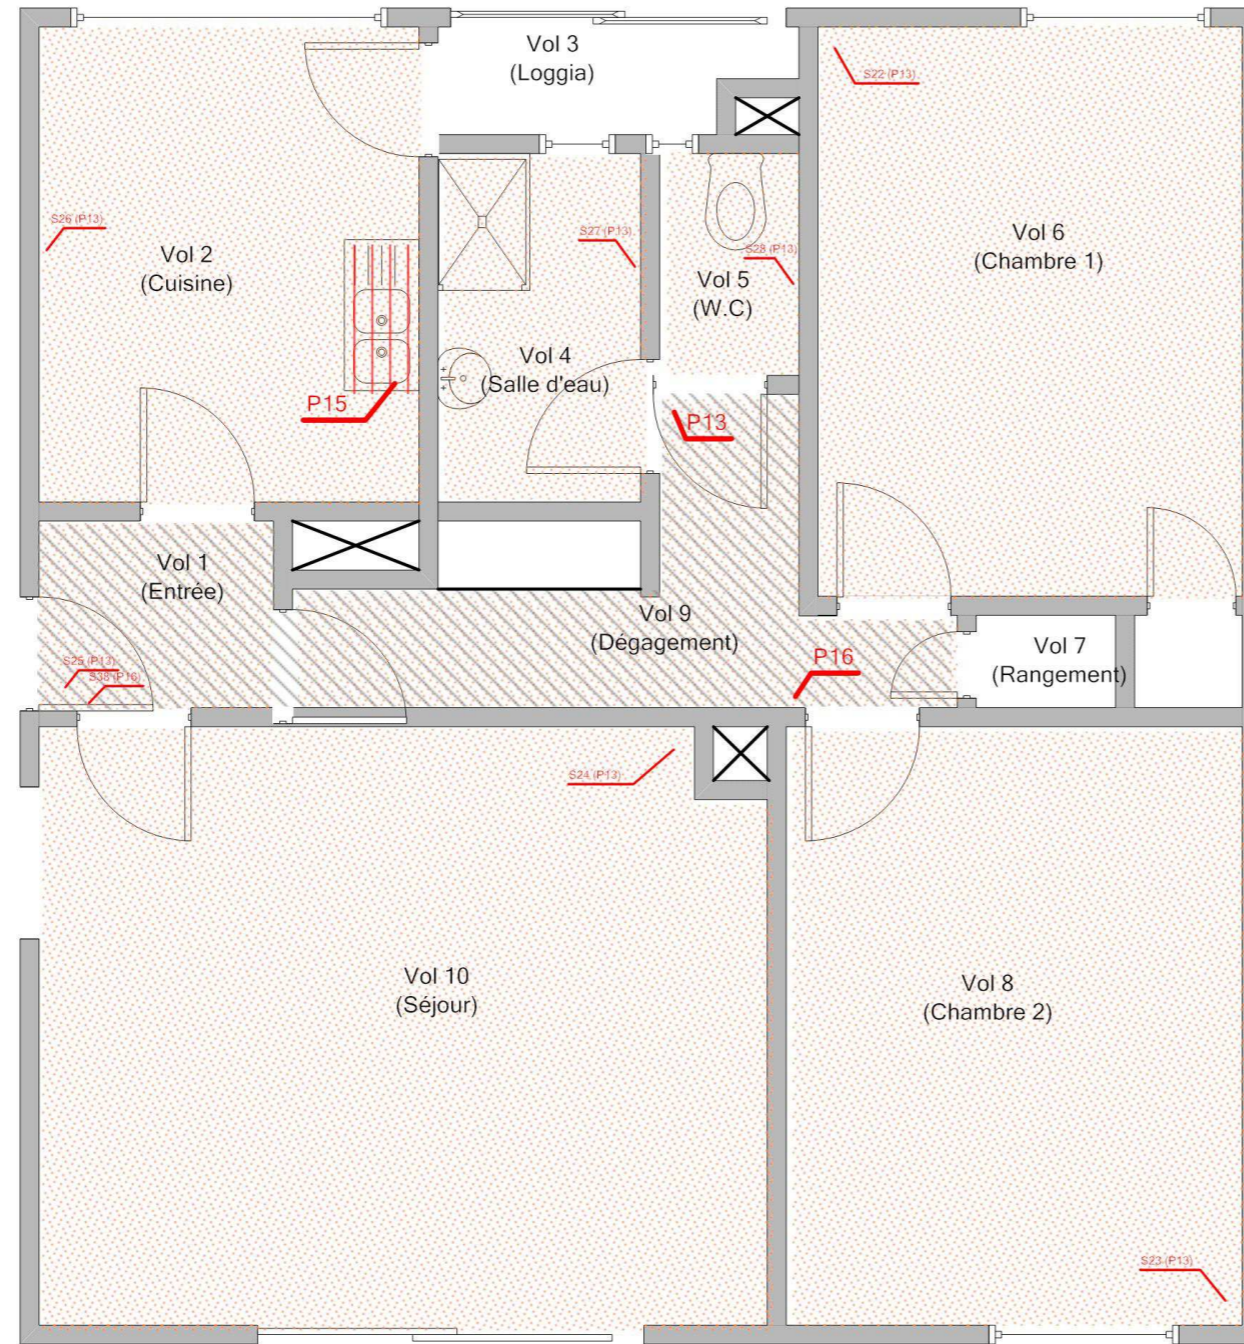 Vol 3
(Loggia)
S22 (P13)
S26 (P13)
Vol 2
(Cuisine)
S27 (P13)
S28 (P13)
Vol 5
(W.C)
Vol 6
(Chambre 1)
Vol 4
(Salle d'eau)
P15
P13
Vol 1
(Entrée)
Vol 9
(Dégagement)
Vol 7
(Rangement)
P16
S25 (P13)
S38 (P16)
S24 (P13)
Vol 10
(Séjour)
Vol 8
(Chambre 2)
S23 (P13)